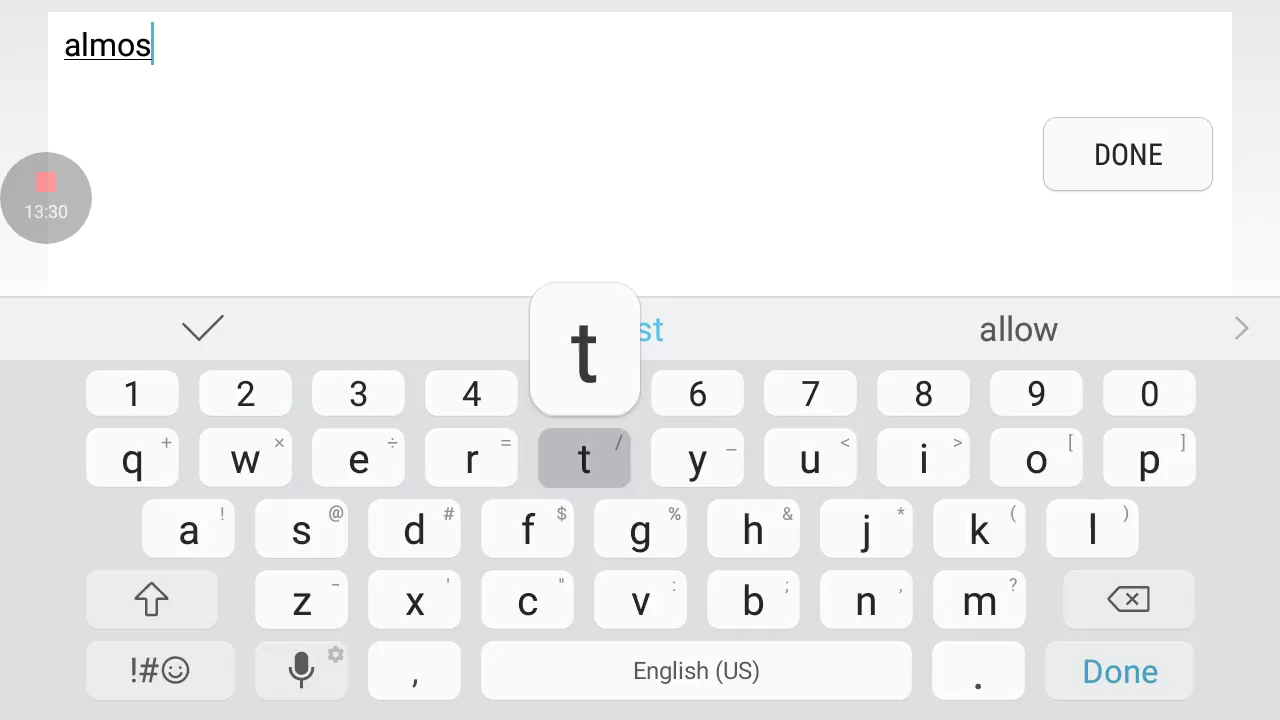 almos
DONE
13:30
t
st
allow
1 2 3 4 6 7 8 9 0
q + w × e ÷ r = t / y _ u < i > o [ p ]
a ! s @ d # f $ g % h & j * k ( l )
z - x ' c " v : b ; n , m ?
!#☺ , English (US) . Done